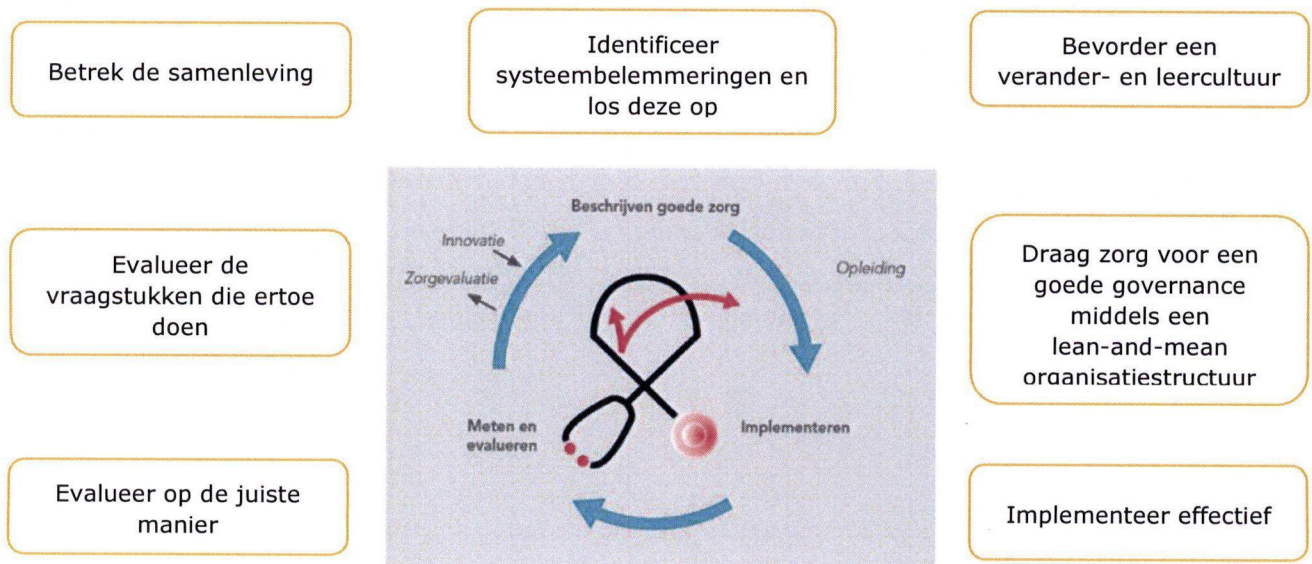 Betrek de samenleving
Identificeer
systeembelemmeringen en
los deze op
Bevorder een
verander- en leercultuur
Evalueer de
vraagstukken die ertoe
doen
Beschrijven goede zorg
Innovatie
Zorgevaluatie
Opleiding
Meten en
evalueren
Implementeren
Draag zorg voor een
goede governance
middels een
lean-and-mean
organisatiestructuur
Evalueer op de juiste
manier
Implementeer effectief